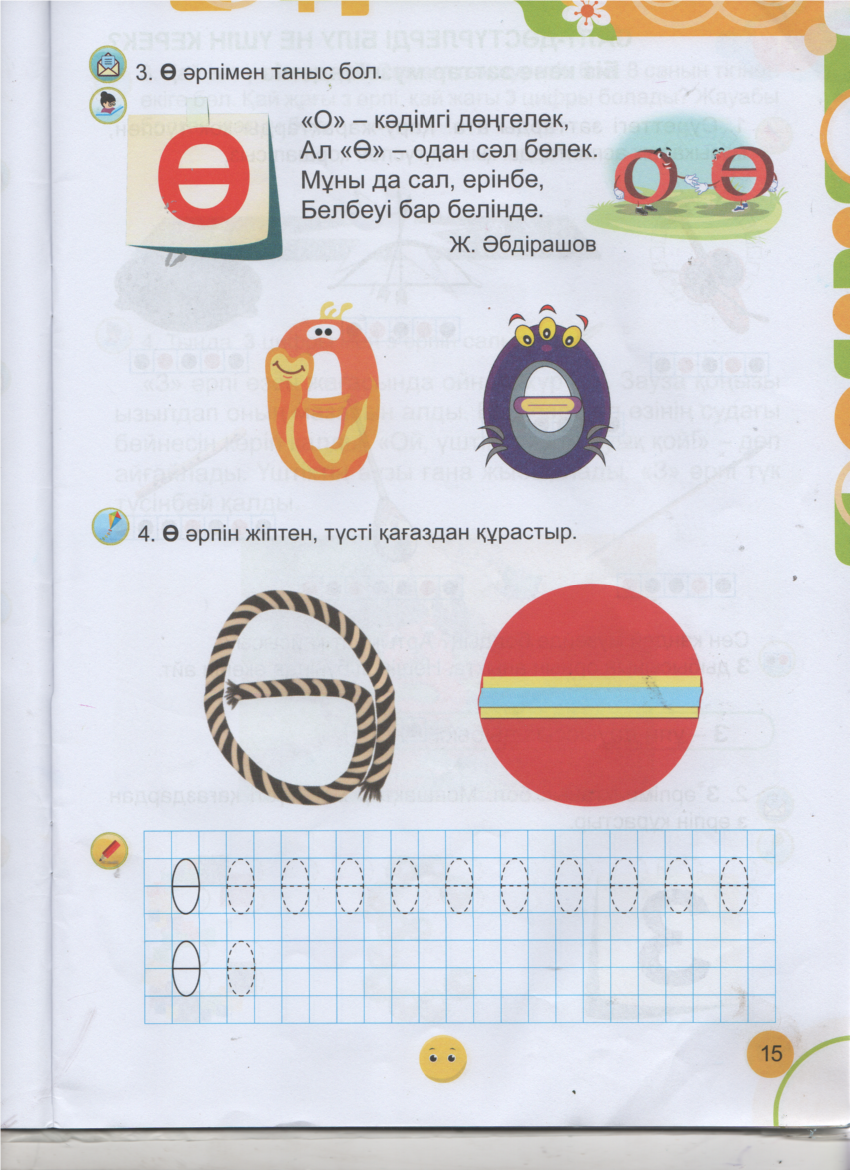 3. Ө әрпімен таныс бол.
«О» – кәдімгі дөңгелек,
Ал «Ө» – одан сәл бөлек.
Мұны да сал, ерінбе,
Белбеуі бар белінде.
Ж. Әбдірашов
Ө
О Ө
4. Ө әрпін жіптен, түсті қағаздан құрастыр.
15